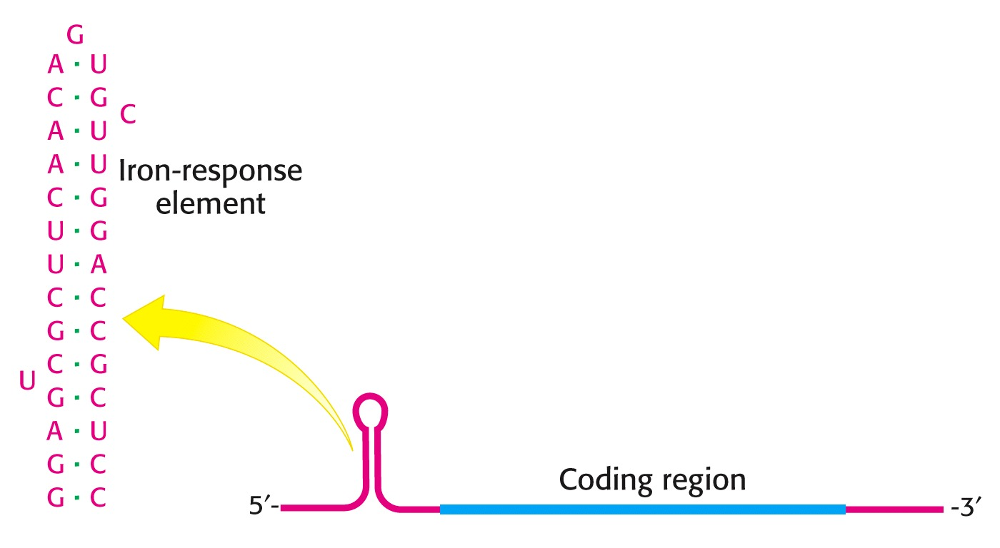 G
A · U
C · G
C
A · U
A · U
Iron-response
element
C · G
U · G
U · A
C · C
G · C
C · G
U
G · C
A · U
G · C
G · C
Coding region
5′-
-3′